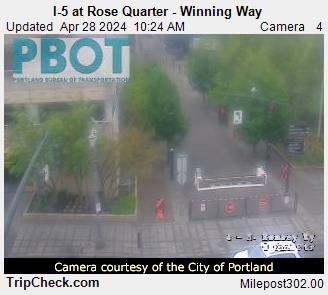 I-5 at Rose Quarter - Winning Way
Updated Apr 28 2024 10:24 AM Camera 4
PBOT
PORTLAND BUREAU OF TRANSPORTATION
Camera courtesy of the City of Portland
TripCheck.com Milepost302.00